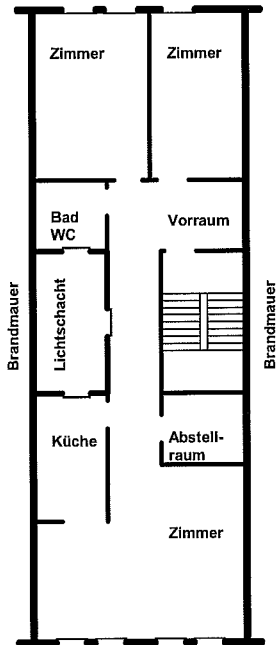 Zimmer
Zimmer
Bad
WC
Vorraum
Brandmauer
Lichtschacht
Brandmauer
Küche
Abstell-
raum
Zimmer